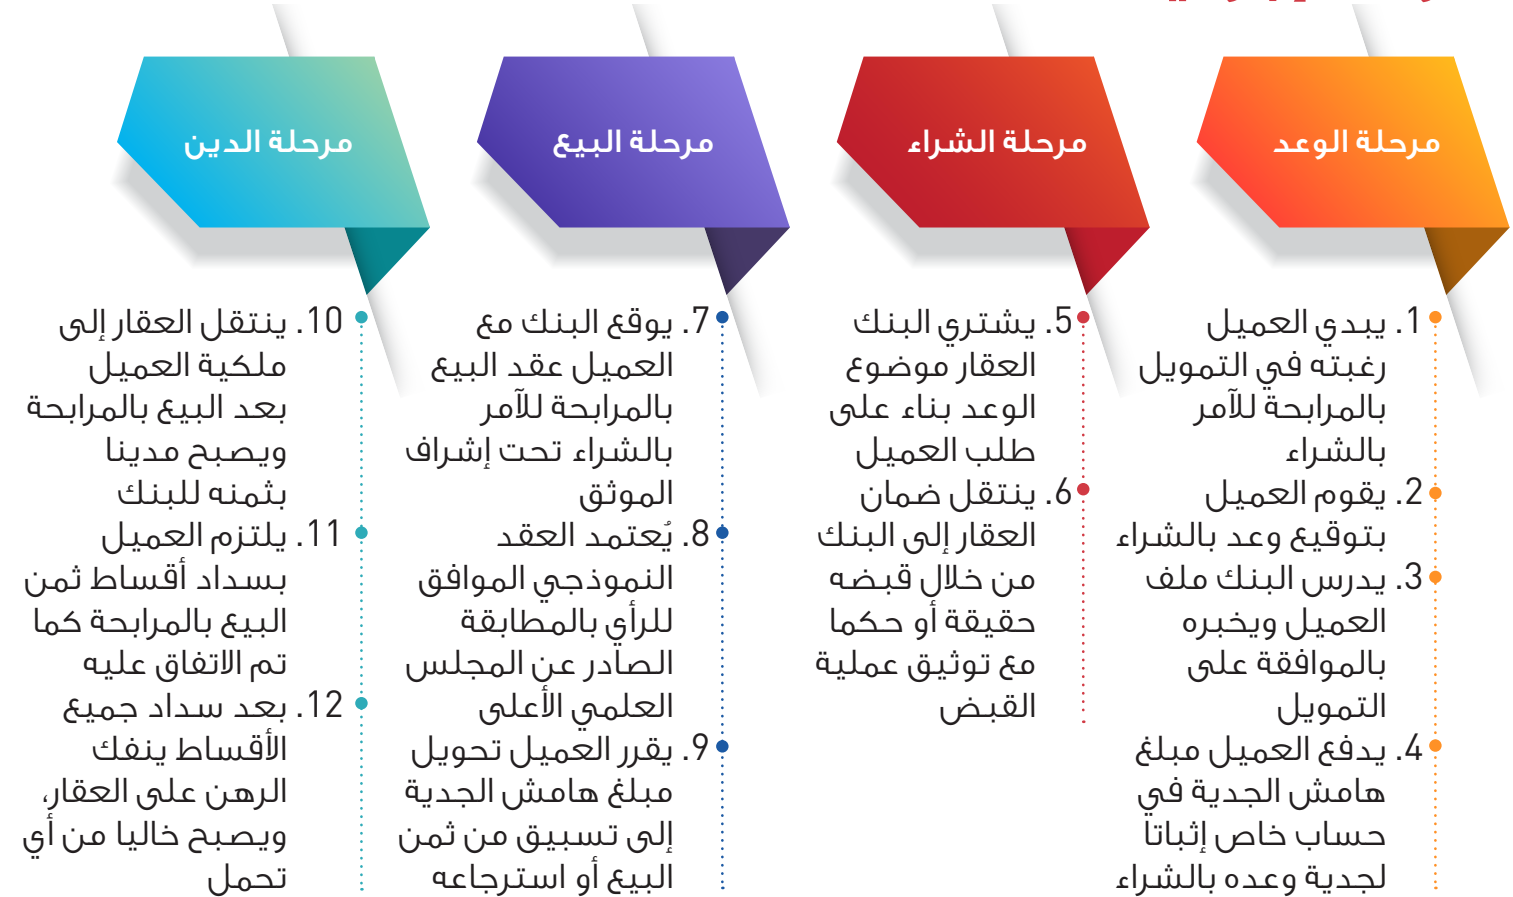 مرحلة الوعد
1. يبدي العميل
رغبته في التمويل
بالمرابحة للآمر
بالشراء
2. يقوم العميل
بتوقيع وعد بالشراء
3. يدرس البنك ملف
العميل ويخبره
بالموافقة على
التمويل
4. يدفع العميل مبلغ
هامش الجدية في
حساب خاص إثباتا
لجدية وعده بالشراء
مرحلة الشراء
5. يشتري البنك
العقار موضوع
الوعد بناء على
طلب العميل
6. ينتقل ضمان
العقار إلى البنك
من خلال قبضه
حقيقة أو حكما
مع توثيق عملية
القبض
مرحلة البيع
7. يوقع البنك مع
العميل عقد البيع
بالمرابحة للآمر
بالشراء تحت إشراف
الموثق
8. يُعتمد العقد
النموذجي الموافق
للرأي بالمطابقة
الصادر عن المجلس
العلمي الأعلى
9. يقرر العميل تحويل
مبلغ هامش الجدية
إلى تسبيق من ثمن
البيع أو استرجاعه
مرحلة الدين
10. ينتقل العقار إلى
ملكية العميل
بعد البيع بالمرابحة
ويصبح مدينا
بثمنه للبنك
11. يلتزم العميل
بسداد أقساط ثمن
البيع بالمرابحة كما
تم الاتفاق عليه
12. بعد سداد جميع
الأقساط ينفك
الرهن على العقار،
ويصبح خاليا من أي
تحمل